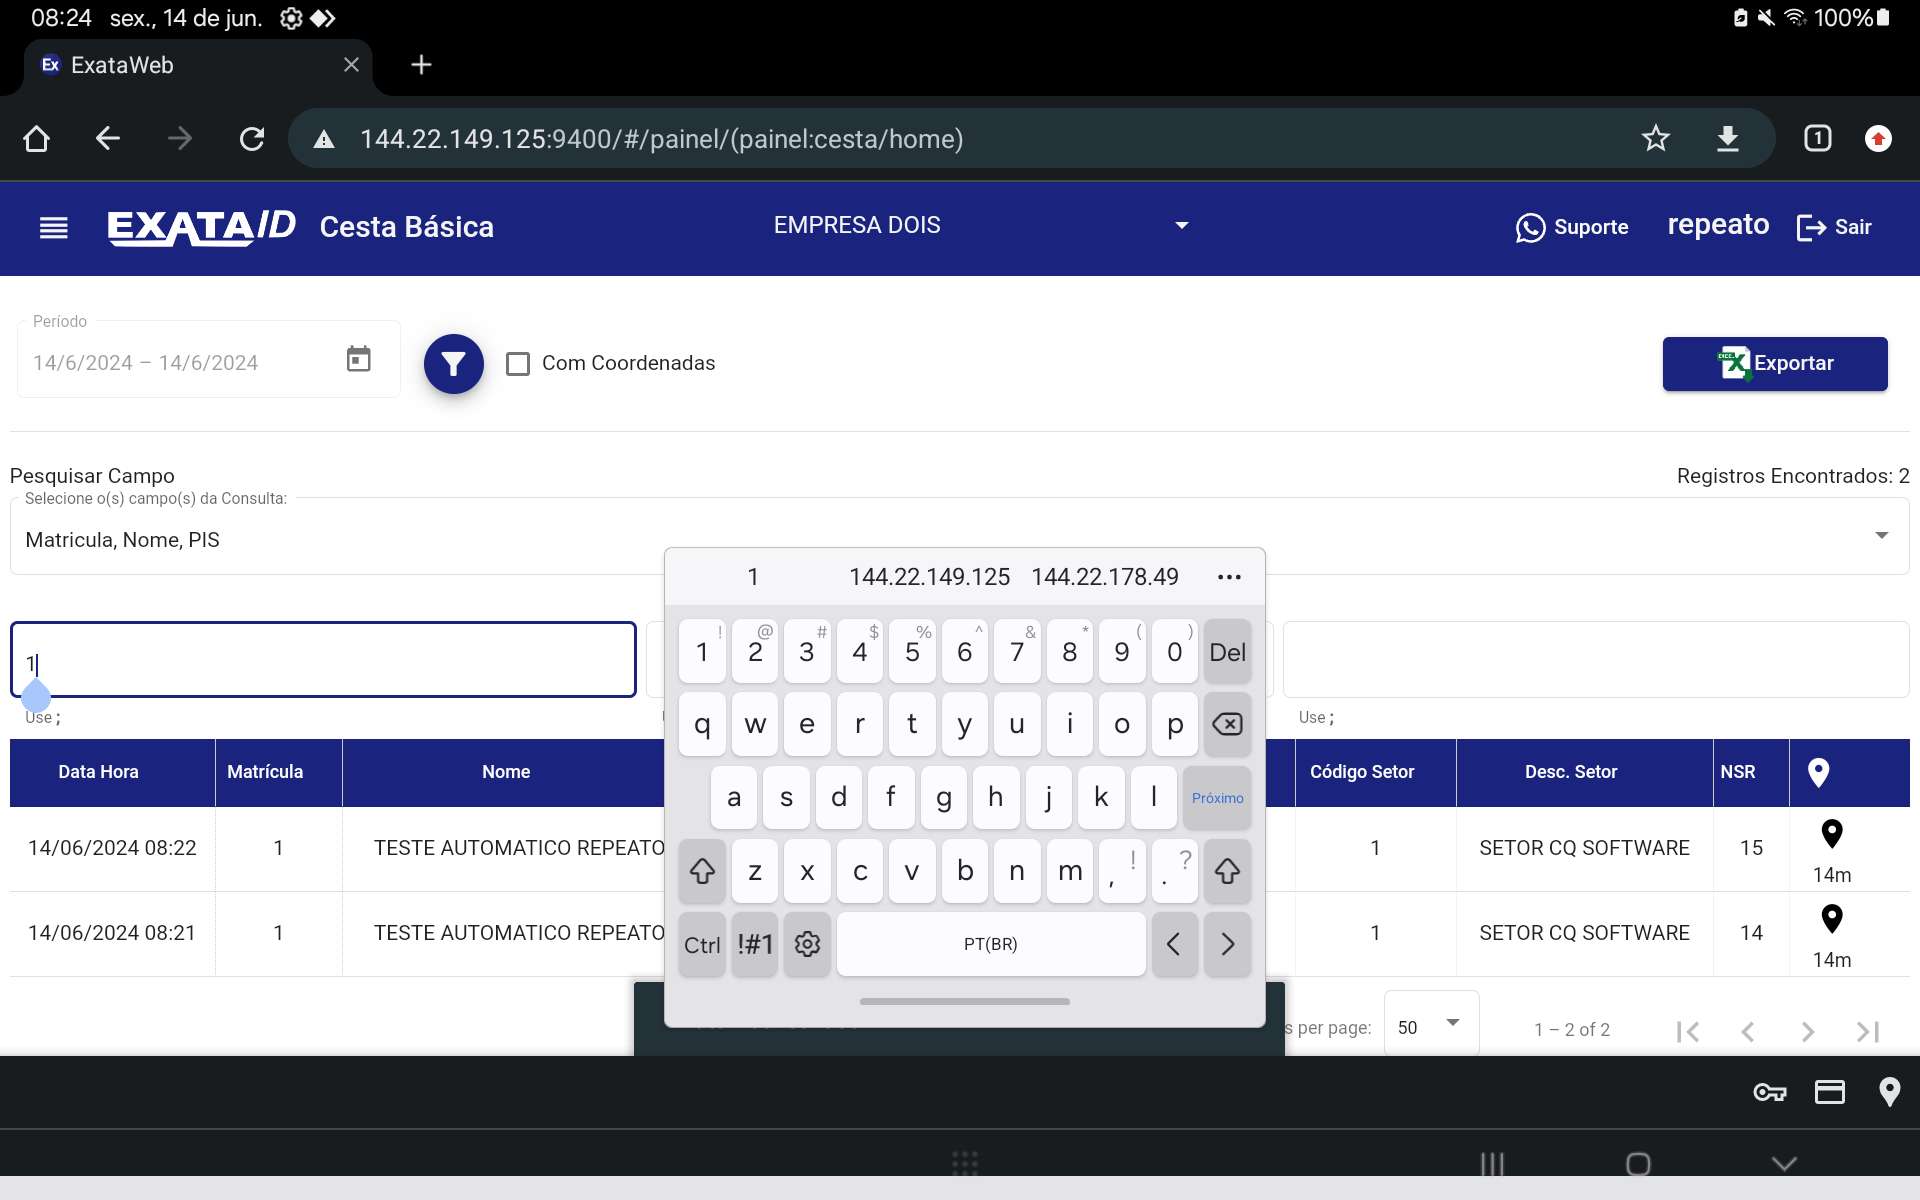 08:24 sex., 14 de jun. 100%
Ex ExataWeb
144.22.149.125:9400/#/painel/(painel:cesta/home) 1
EXATA/ID Cesta Básica EMPRESA DOIS Suporte repeato Sair
Período
14/6/2024 – 14/6/2024 Com Coordenadas Exportar
Pesquisar Campo Registros Encontrados: 2
Selecione o(s) campo(s) da Consulta:
Matricula, Nome, PIS
1 144.22.149.125 144.22.178.49 •••
! @ # $ % ^ & * ( )
1 2 3 4 5 6 7 8 9 0 Del
1
Use ; Use ;
q w e r t y u i o p
Data Hora Matrícula Nome Código Setor Desc. Setor NSR
a s d f g h j k l Próximo
14/06/2024 08:22 1 TESTE AUTOMATICO REPEATO 1 SETOR CQ SOFTWARE 15
14m
z x c v b n m , ! . ?
14/06/2024 08:21 1 TESTE AUTOMATICO REPEATO 1 SETOR CQ SOFTWARE 14
14m
Ctrl !#1 PT(BR)
s per page: 50 1 – 2 of 2